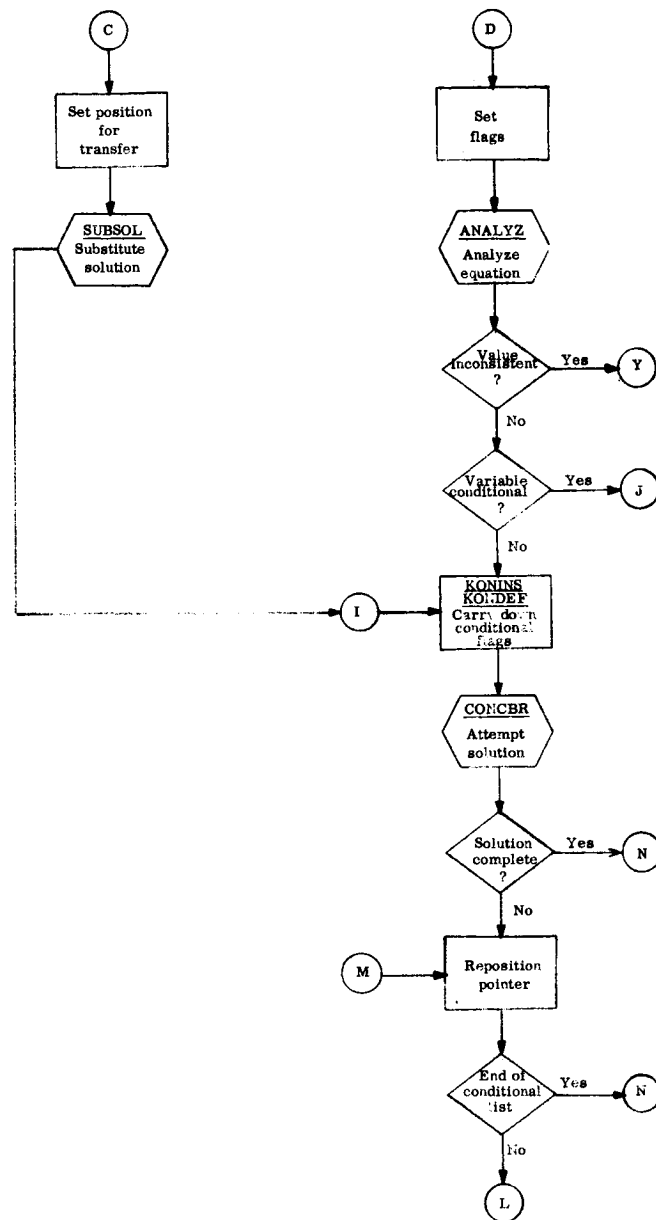 C
Set position
for
transfer
SUBSOL
Substitute
solution
D
Set
flags
ANALYZ
Analyze
equation
Value
Inconsistent
?
Yes
Y
No
Variable
conditional
?
Yes
J
No
I
KONINS
KONDEF
Carry down
conditional
flags
CONCBR
Attempt
solution
Solution
complete
?
Yes
N
No
M
Reposition
pointer
End of
conditional
list
Yes
N
No
L